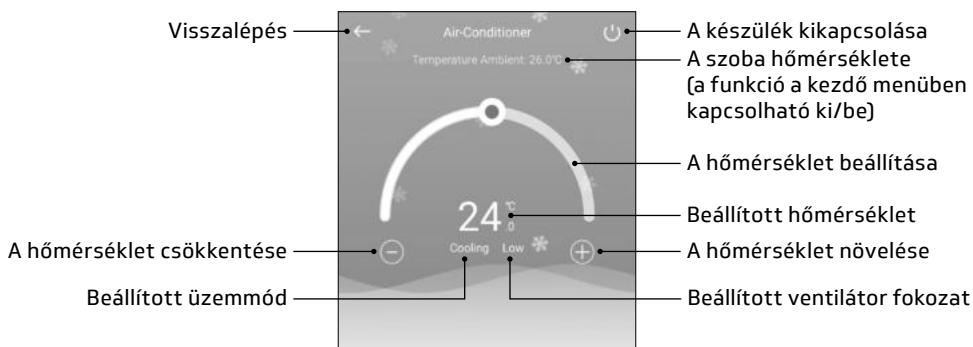 Visszalépés
Air-Conditioner
A készülék kikapcsolása
Temperature Ambient: 26.0°C
A szoba hőmérséklete
(a funkció a kezdő menüben
kapcsolható ki/be)
A hőmérséklet beállítása
24.0 °C
Beállított hőmérséklet
A hőmérséklet csökkentése
Cooling Low
A hőmérséklet növelése
Beállított üzemmód
Beállított ventilátor fokozat